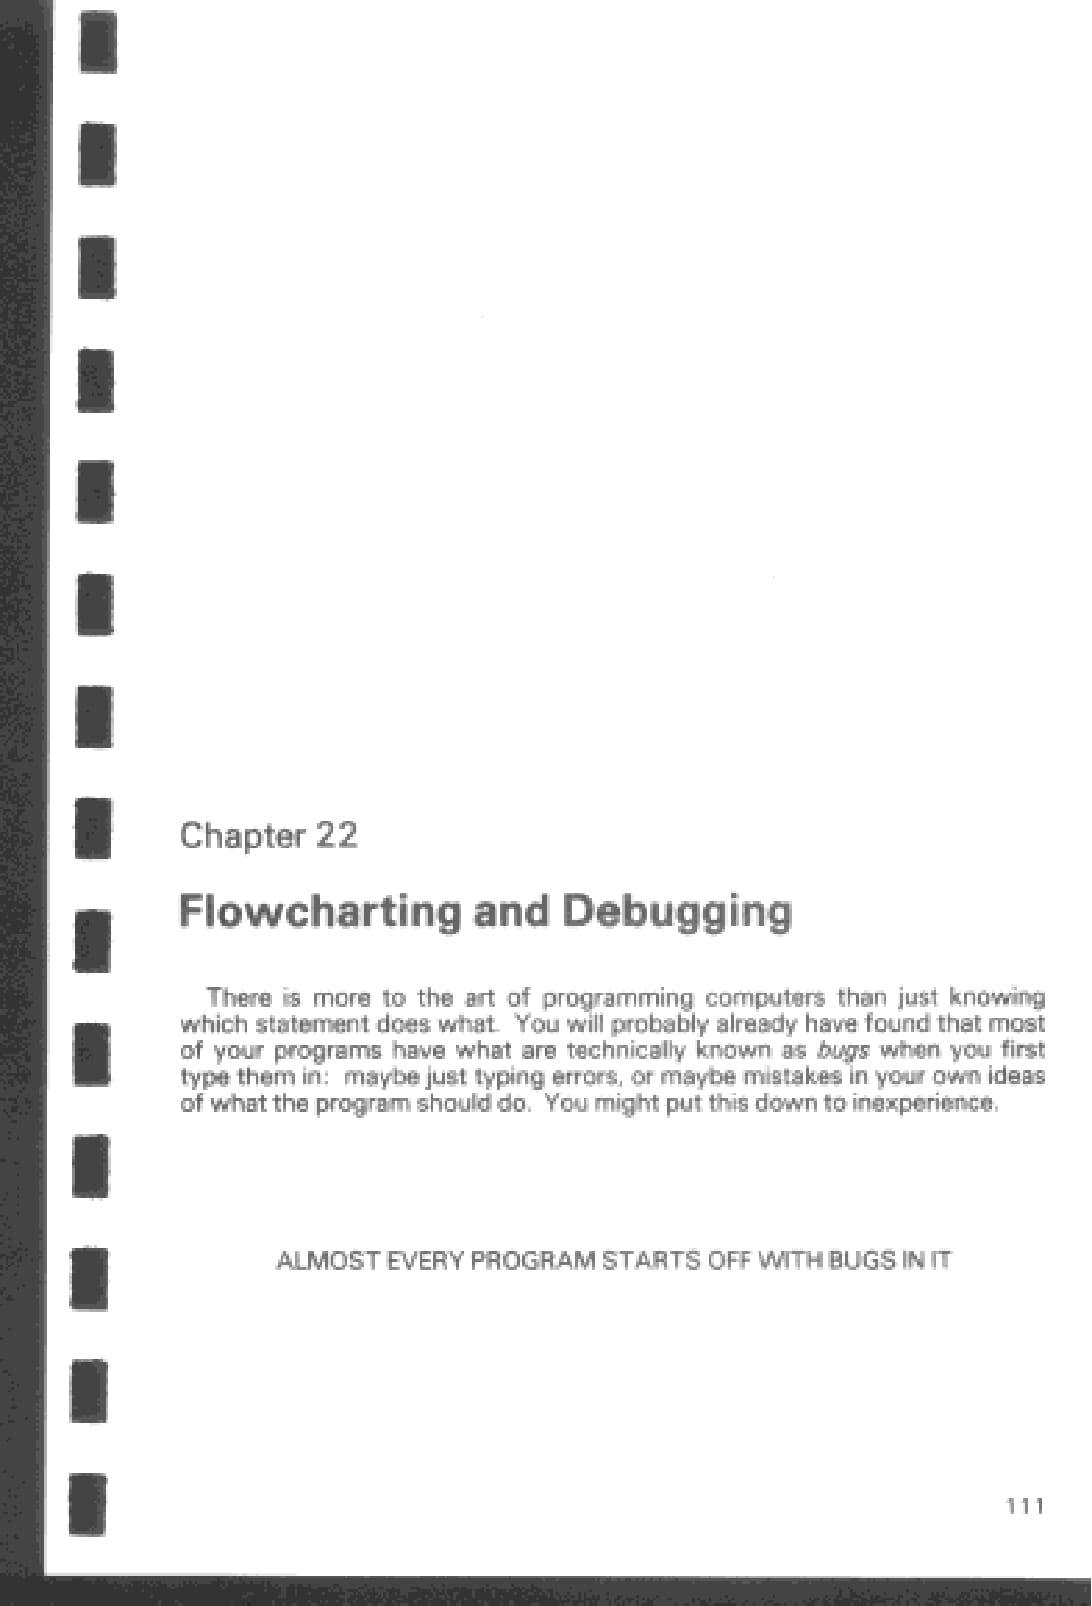 Chapter 22
Flowcharting and Debugging
There is more to the art of programming computers than just knowing
which statement does what. You will probably already have found that most
of your programs have what are technically known as bugs when you first
type them in: maybe just typing errors, or maybe mistakes in your own ideas
of what the program should do. You might put this down to inexperience.
ALMOST EVERY PROGRAM STARTS OFF WITH BUGS IN IT
111